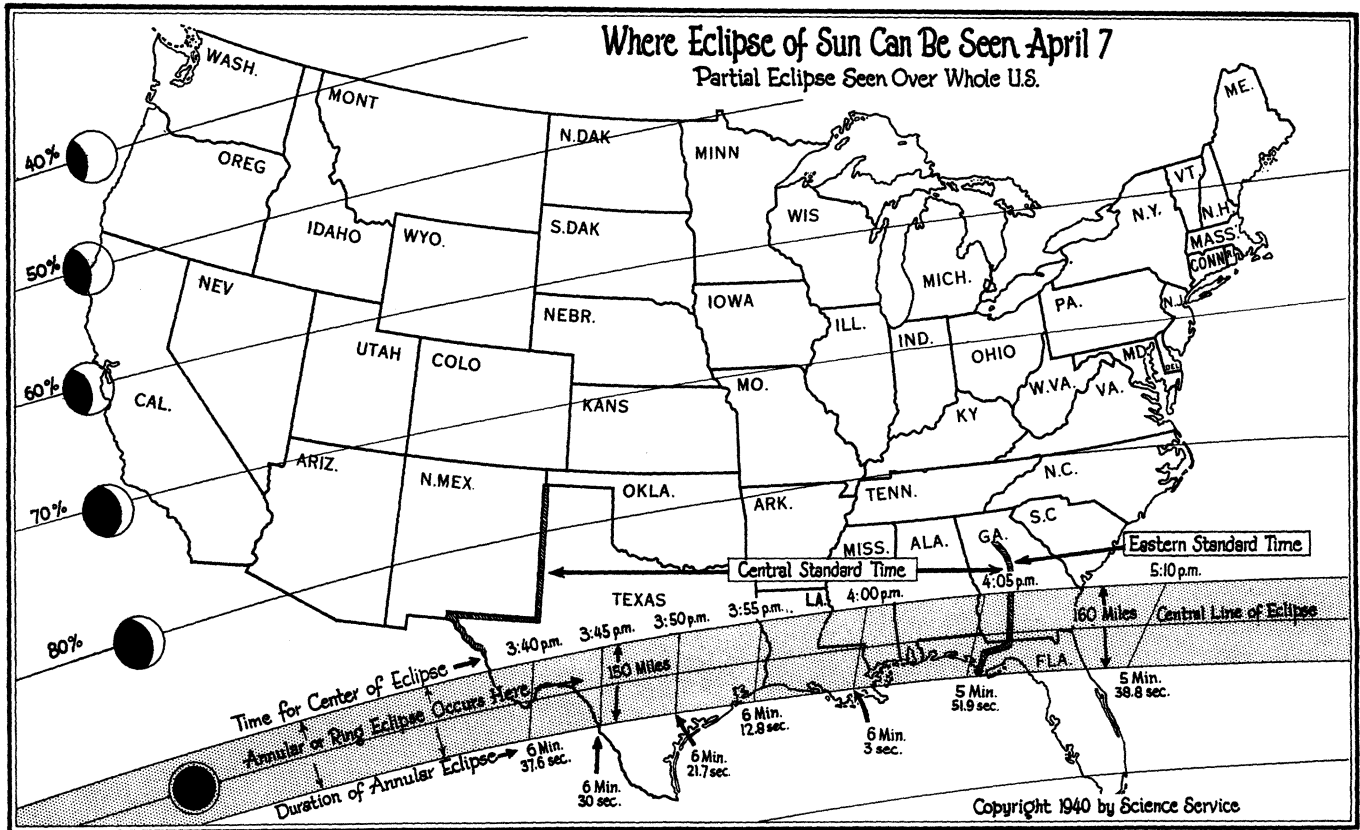 Where Eclipse of Sun Can Be Seen April 7
Partial Eclipse Seen Over Whole U.S.
WASH.
MONT
N.DAK
MINN
ME.
40%
OREG
IDAHO
WYO.
S.DAK
WIS
VT
N.Y.
N.H.
MASS.
CONN
R.I.
50%
NEV
NEBR.
IOWA
MICH.
PA.
N.J.
ILL.
IND.
OHIO
MD.
DEL
UTAH
COLO
60%
CAL.
KANS
MO.
KY
W.VA.
VA.
ARIZ.
N.MEX.
OKLA.
ARK.
TENN.
N.C.
70%
S.C
MISS.
ALA.
GA.
Eastern Standard Time
Central Standard Time
TEXAS
LA.
80%
3:40 p.m.
3:45 p.m.
3:50 p.m.
3:55 p.m.
4:00 p.m.
4:05 p.m.
5:10 p.m.
160 Miles
Central Line of Eclipse
150 Miles
FLA
Time for Center of Eclipse
Annular or Ring Eclipse Occurs Here
Duration of Annular Eclipse
6 Min.
37.6 sec.
6 Min.
30 sec.
6 Min.
21.7 sec.
6 Min.
12.8 sec.
6 Min.
3 sec.
5 Min.
51.9 sec.
5 Min.
38.8 sec.
Copyright 1940 by Science Service